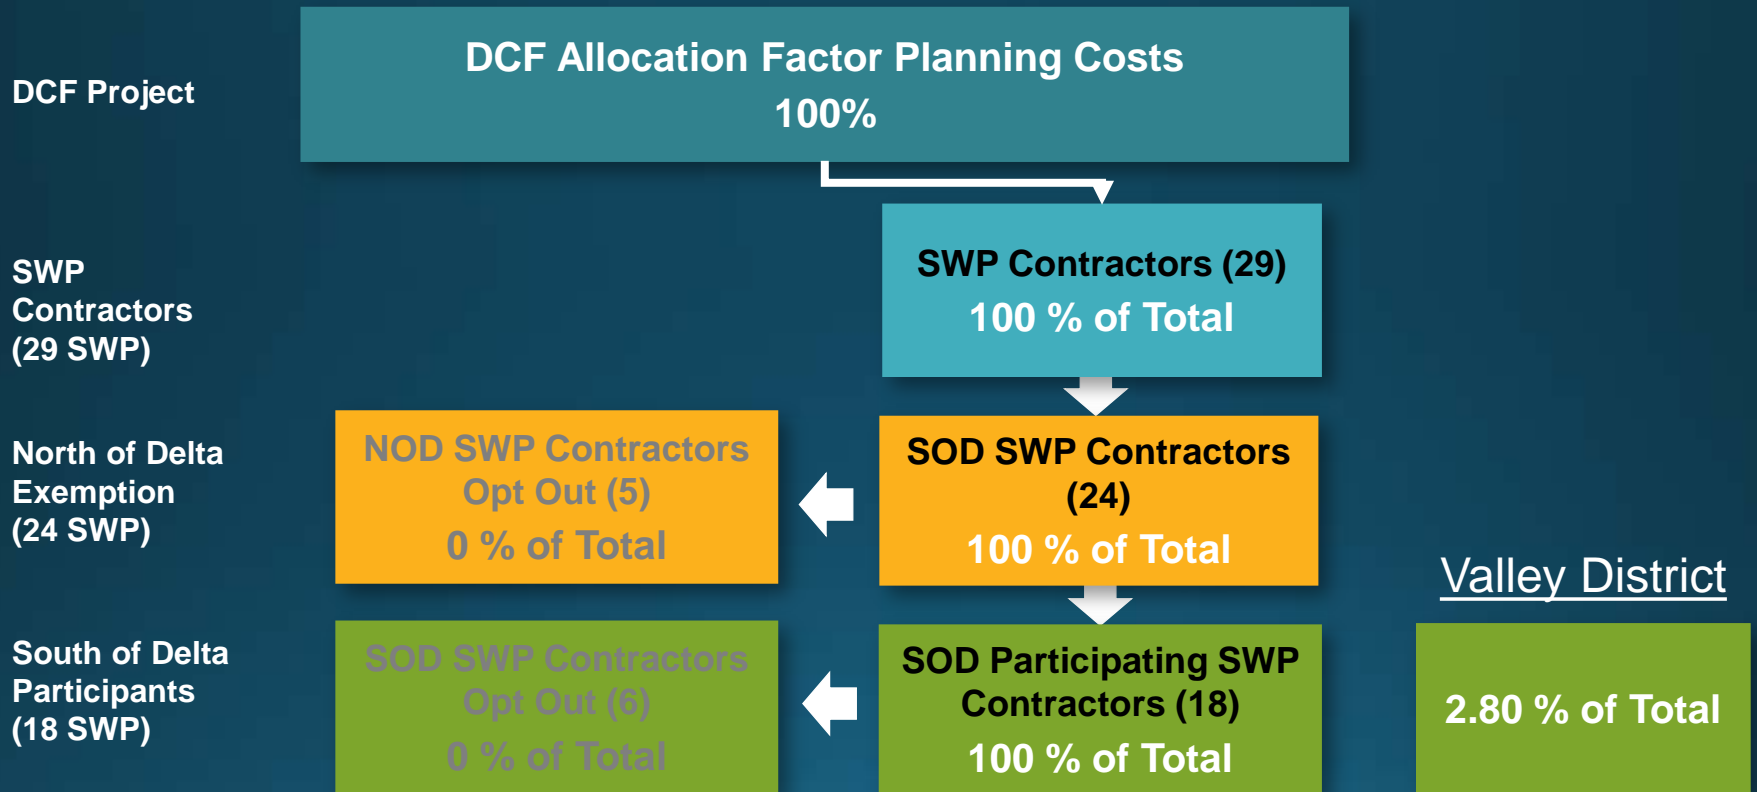 DCF Project
DCF Allocation Factor Planning Costs
100%
SWP
Contractors
(29 SWP)
SWP Contractors (29)
100 % of Total
North of Delta
Exemption
(24 SWP)
NOD SWP Contractors
Opt Out (5)
0 % of Total
SOD SWP Contractors
(24)
100 % of Total
Valley District
South of Delta
Participants
(18 SWP)
SOD SWP Contractors
Opt Out (6)
0 % of Total
SOD Participating SWP
Contractors (18)
100 % of Total
2.80 % of Total